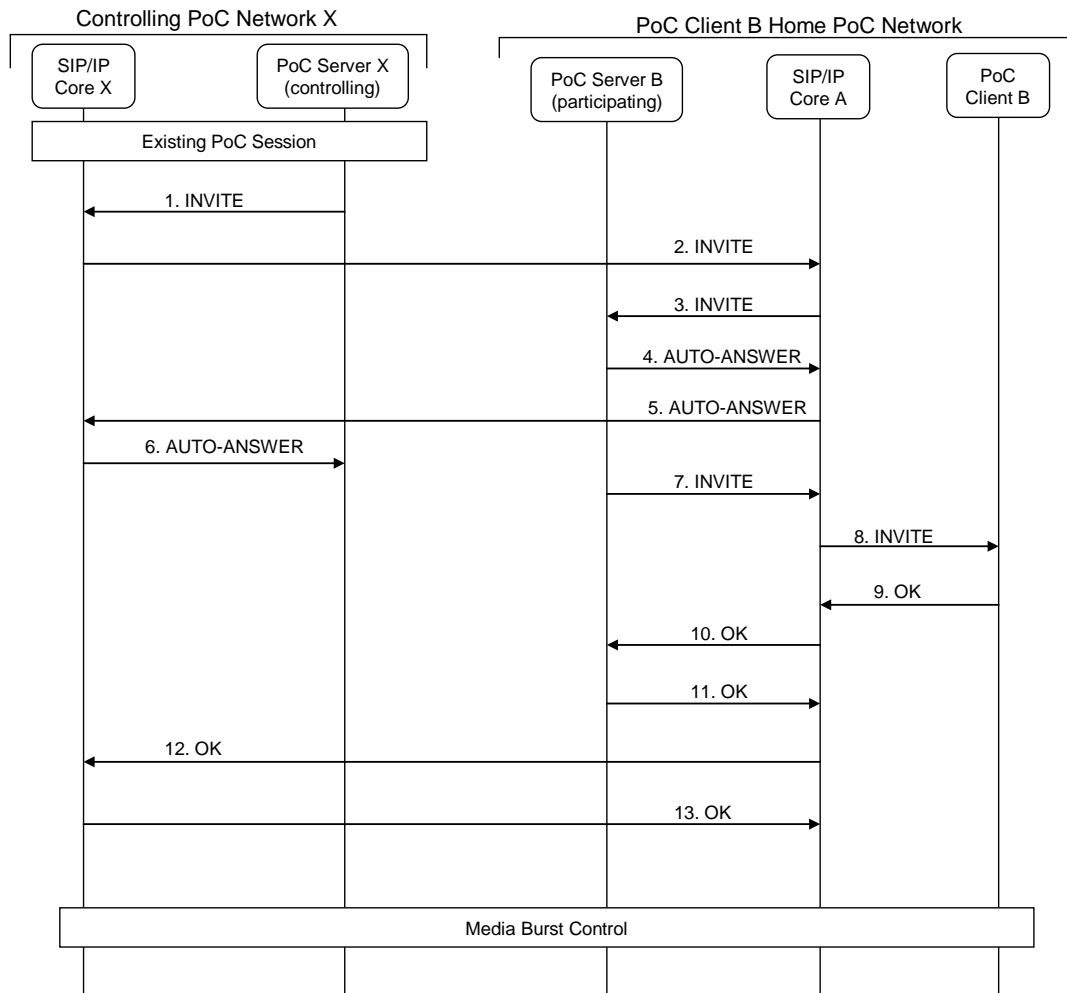 Controlling PoC Network X
PoC Client B Home PoC Network
SIP/IP
Core X
PoC Server X
(controlling)
PoC Server B
(participating)
SIP/IP
Core A
PoC
Client B
Existing PoC Session
1. INVITE
2. INVITE
3. INVITE
4. AUTO-ANSWER
5. AUTO-ANSWER
6. AUTO-ANSWER
7. INVITE
8. INVITE
9. OK
10. OK
11. OK
12. OK
13. OK
Media Burst Control